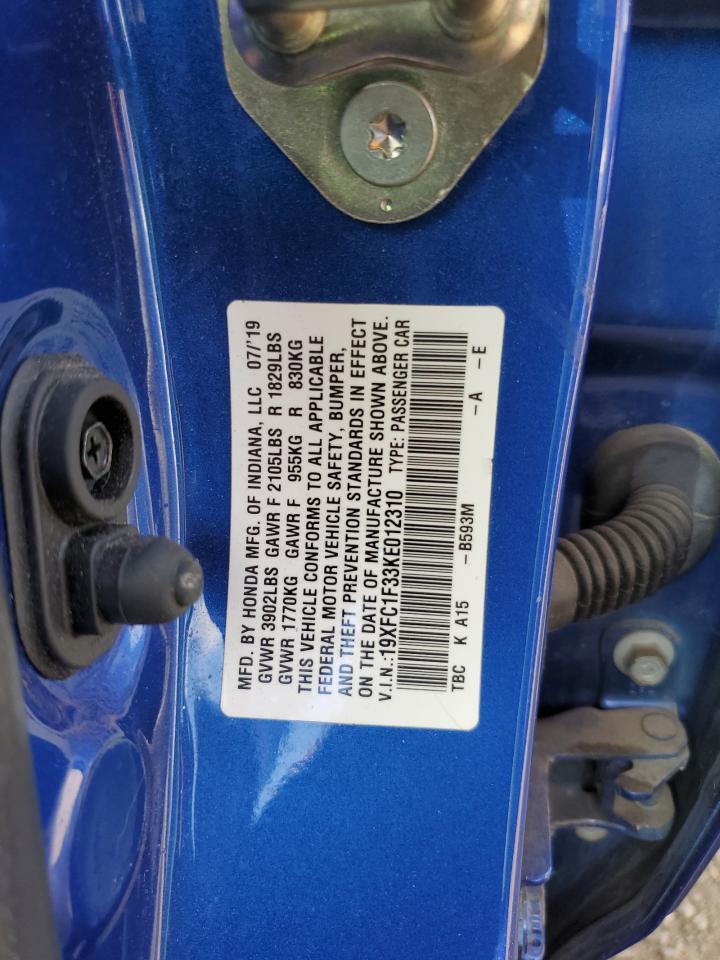 MFD. BY HONDA MFG. OF INDIANA, LLC 07/'19
GVWR 3902LBS GAWR F 2105LBS R 1829LBS
GVWR 1770KG GAWR F 955KG R 830KG
THIS VEHICLE CONFORMS TO ALL APPLICABLE
FEDERAL MOTOR VEHICLE SAFETY, BUMPER,
AND THEFT PREVENTION STANDARDS IN EFFECT
ON THE DATE OF MANUFACTURE SHOWN ABOVE.
V.I.N.:19XFC1F33KE012310 TYPE: PASSENGER CAR
TBC K A15 -B593M -A -E